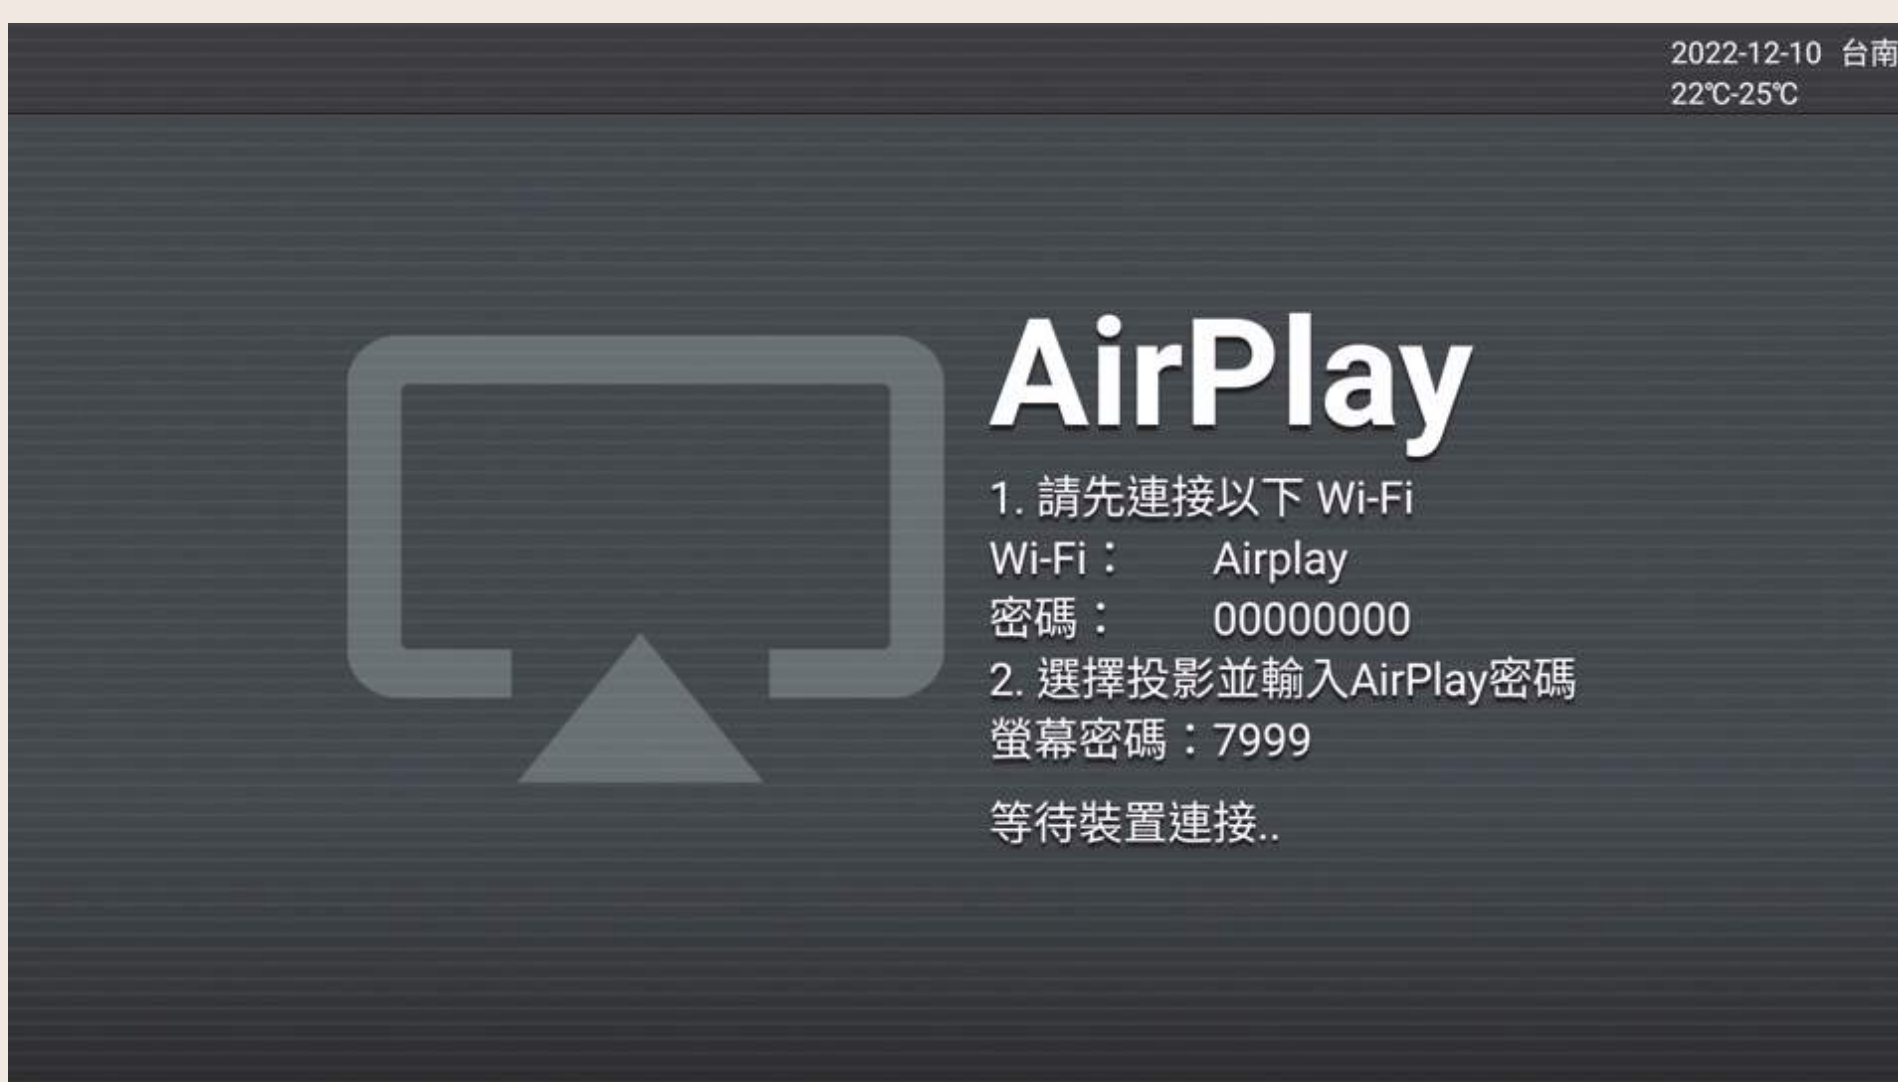 2022-12-10 台南
22℃-25℃
AirPlay
1. 請先連接以下 Wi-Fi
Wi-Fi： Airplay
密碼： 00000000
2. 選擇投影並輸入AirPlay密碼
螢幕密碼：7999
等待裝置連接..